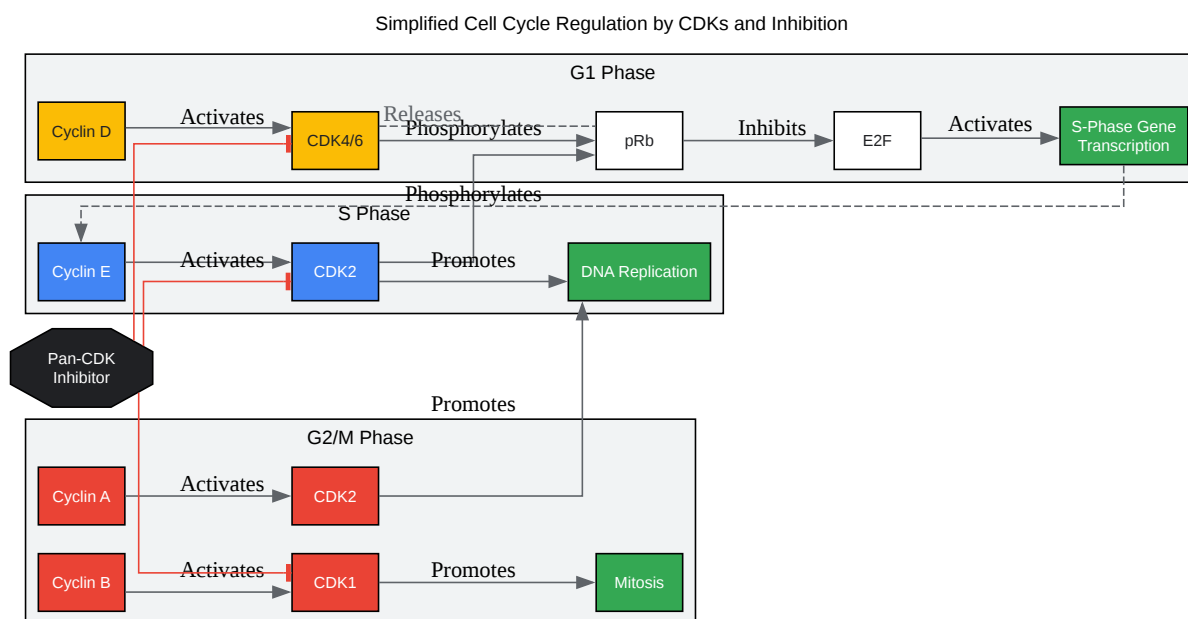 Simplified Cell Cycle Regulation by CDKs and Inhibition
G1 Phase
Cyclin D
Activates
CDK4/6
Releases
Phosphorylates
pRb
Inhibits
E2F
Activates
S-Phase Gene
Transcription
Phosphorylates
S Phase
Cyclin E
Activates
CDK2
Promotes
DNA Replication
Pan-CDK
Inhibitor
Promotes
G2/M Phase
Cyclin A
Activates
CDK2
Cyclin B
Activates
CDK1
Promotes
Mitosis